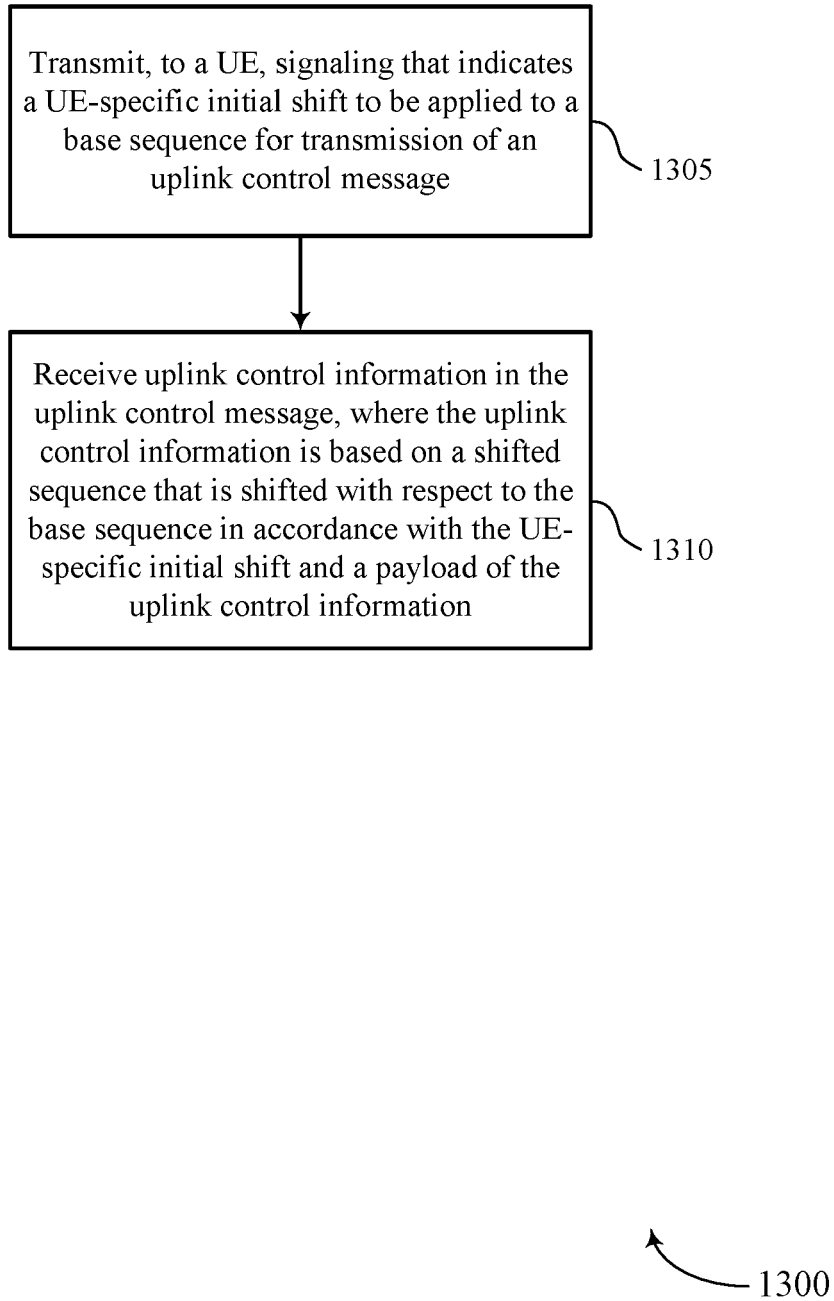 Transmit, to a UE, signaling that indicates
a UE-specific initial shift to be applied to a
base sequence for transmission of an
uplink control message
1305
Receive uplink control information in the
uplink control message, where the uplink
control information is based on a shifted
sequence that is shifted with respect to the
base sequence in accordance with the UE-
specific initial shift and a payload of the
uplink control information
1310
1300